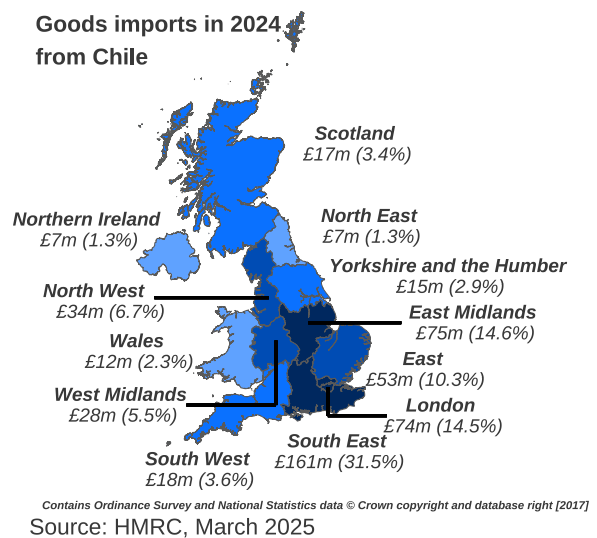 Goods imports in 2024
from Chile
Scotland
£17m (3.4%)
Northern Ireland
£7m (1.3%)
North East
£7m (1.3%)
Yorkshire and the Humber
£15m (2.9%)
North West
£34m (6.7%)
East Midlands
£75m (14.6%)
Wales
£12m (2.3%)
East
£53m (10.3%)
West Midlands
£28m (5.5%)
London
£74m (14.5%)
South East
£161m (31.5%)
South West
£18m (3.6%)
Contains Ordinance Survey and National Statistics data © Crown copyright and database right [2017]
Source: HMRC, March 2025